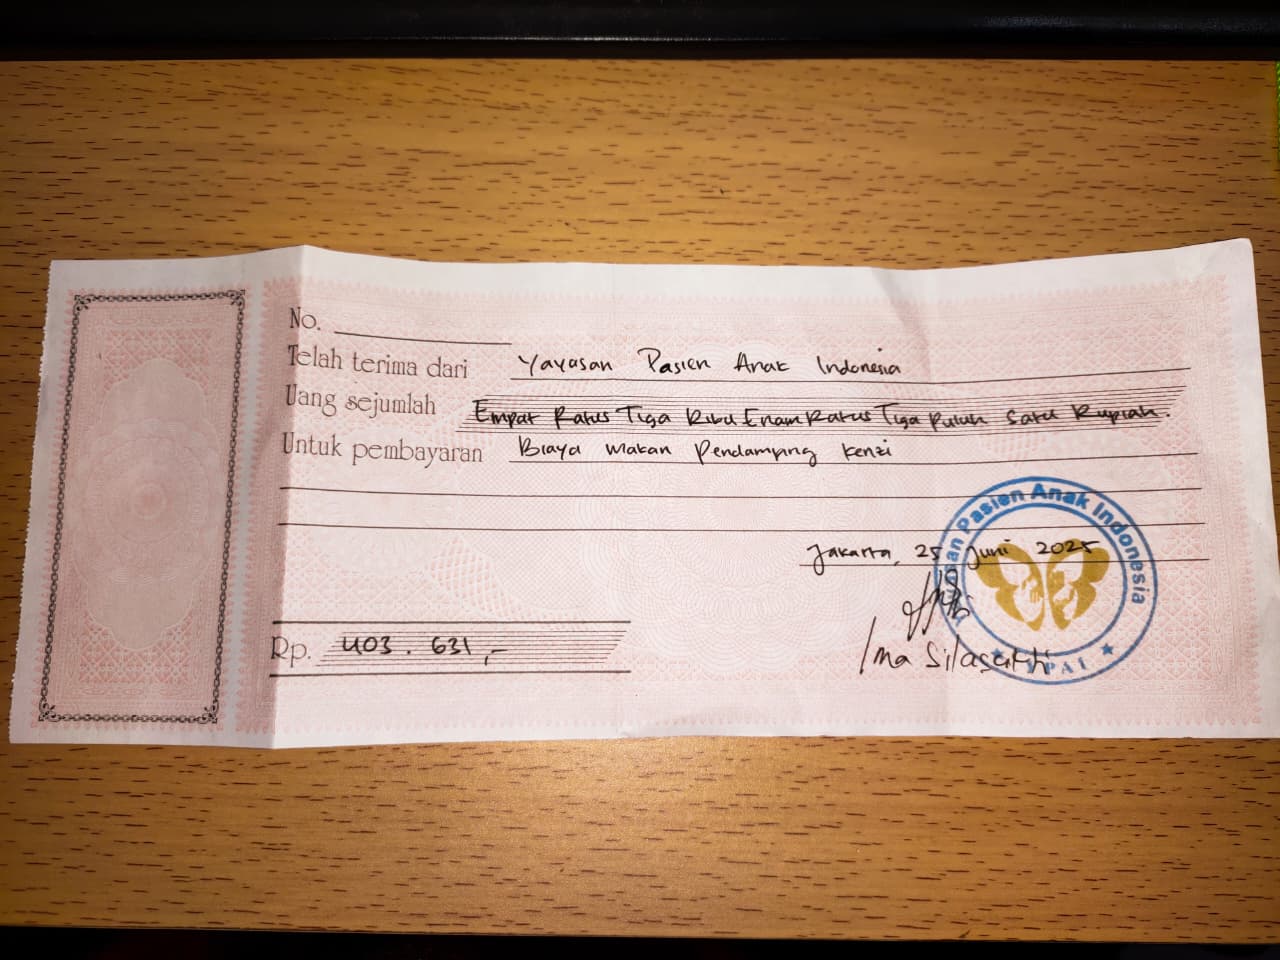 No.
Telah terima dari Yayasan Pasien Anak Indonesia
Uang sejumlah Empat Ratus Tiga Ribu Enam Ratus Tiga Puluh Satu Rupiah.
Untuk pembayaran Biaya Makan Pendamping Kenzi
Jakarta, 25 Juni 2025
Yayasan Pasien Anak Indonesia
YPAI
Rp. 403.631,-
Ima